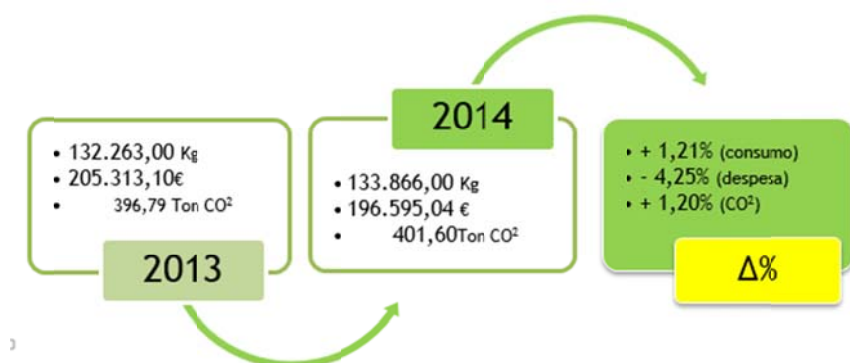 • 132.263,00 Kg
• 205.313,10€
• 396,79 Ton CO²
2013
2014
• 133.866,00 Kg
• 196.595,04 €
• 401,60Ton CO²
• + 1,21% (consumo)
• - 4,25% (despesa)
• + 1,20% (CO²)
Δ%